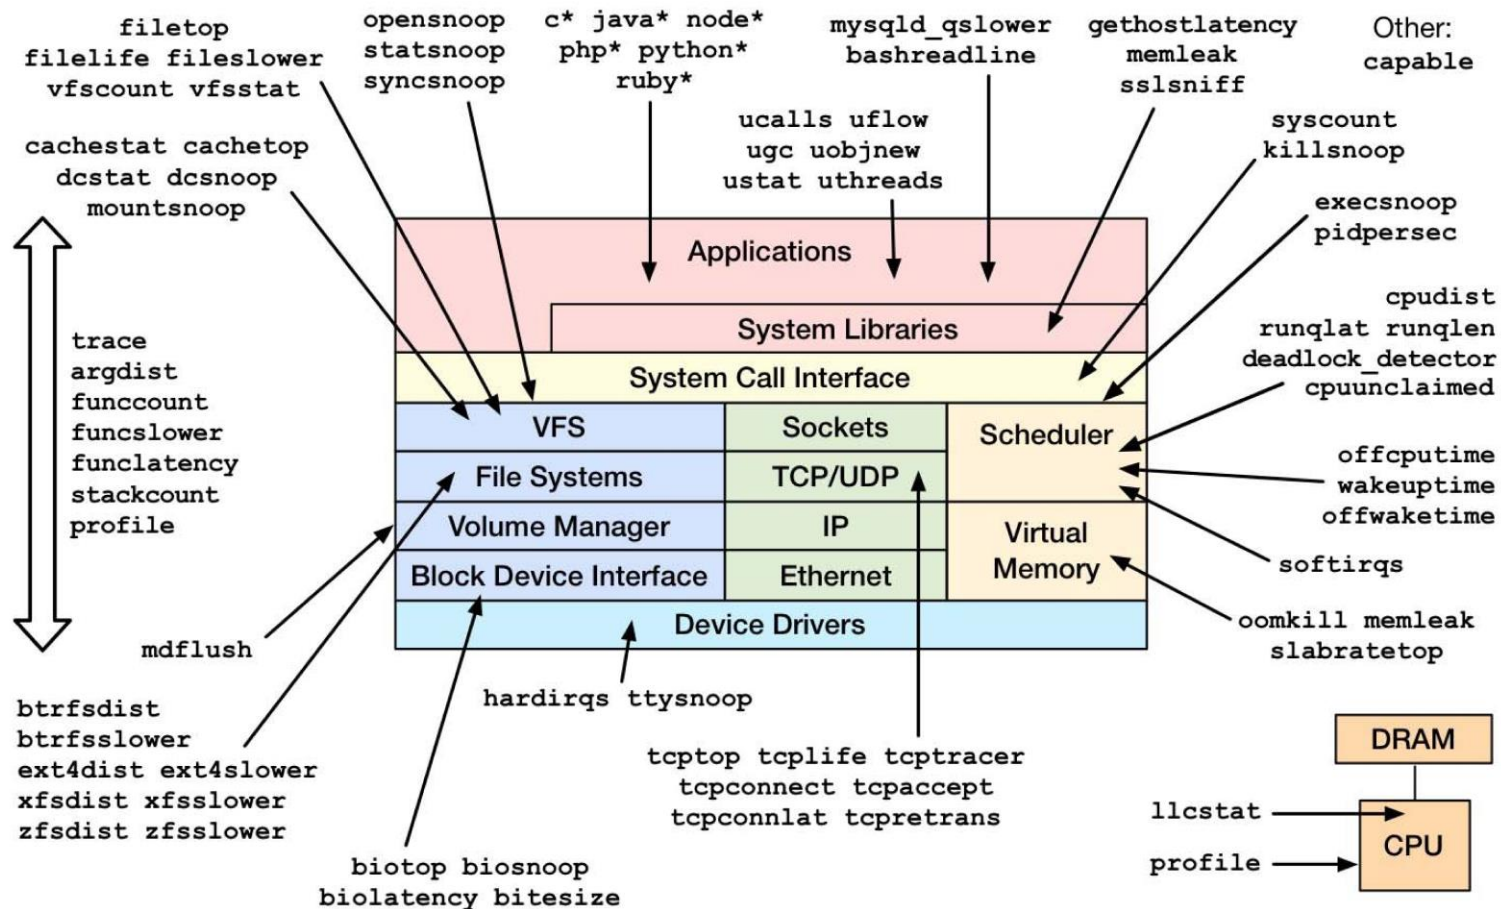 filetop
filelife fileslower
vfscount vfsstat
opensnoop
statsnoop
syncsnoop
c* java* node*
php* python*
ruby*
mysqld_qslower
bashreadline
gethostlatency
memleak
sslsniff
Other:
capable
cachestat cachetop
dcstat dcsnoop
mountsnoop
ucalls uflow
ugc uobjnew
ustat uthreads
syscount
killsnoop
execsnoop
pidpersec
Applications
System Libraries
System Call Interface
VFS
Sockets
Scheduler
File Systems
TCP/UDP
Volume Manager
IP
Virtual
Memory
Block Device Interface
Ethernet
Device Drivers
trace
argdist
funccount
funcslower
funclatency
stackcount
profile
cpudist
runqlat runqlen
deadlock_detector
cpuunclaimed
offcputime
wakeuptime
offwaketime
softirqs
oomkill memleak
slabratetop
mdflush
hardirqs ttysnoop
btrfsdist
btrfsslower
ext4dist ext4slower
xfsdist xfsslower
zfsdist zfsslower
tcptop tcplife tcptracer
tcpconnect tcpaccept
tcpconnlat tcpretrans
biotop biosnoop
biolatency bitesize
DRAM
llcstat
CPU
profile